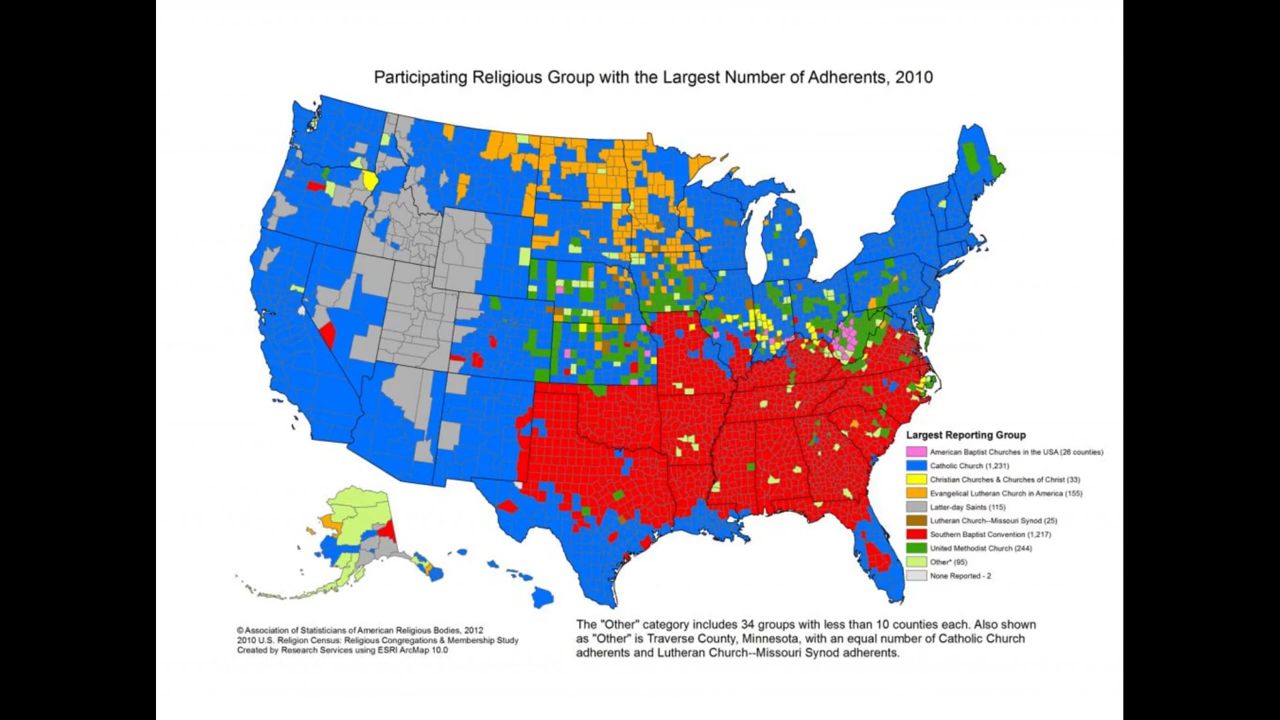 Participating Religious Group with the Largest Number of Adherents, 2010
Largest Reporting Group
American Baptist Churches in the USA (26 counties)
Catholic Church (1,231)
Christian Churches & Churches of Christ (33)
Evangelical Lutheran Church in America (155)
Latter-day Saints (115)
Lutheran Church--Missouri Synod (25)
Southern Baptist Convention (1,217)
United Methodist Church (244)
Other* (95)
None Reported - 2
© Association of Statisticians of American Religious Bodies, 2012
2010 U.S. Religion Census: Religious Congregations & Membership Study
Created by Research Services using ESRI ArcMap 10.0
The "Other" category includes 34 groups with less than 10 counties each. Also shown
as "Other" is Traverse County, Minnesota, with an equal number of Catholic Church
adherents and Lutheran Church--Missouri Synod adherents.